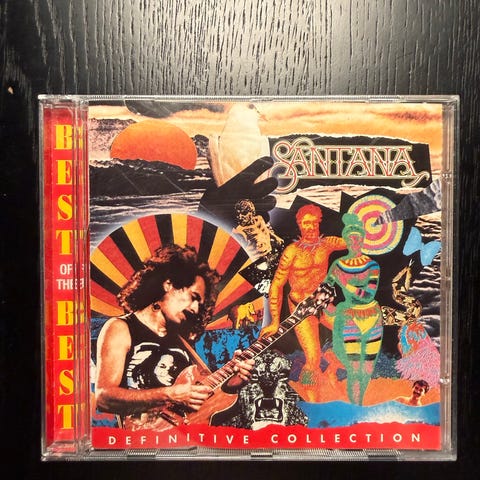 BEST
OF
THE
BEST
SANTANA
DEFINITIVE COLLECTION